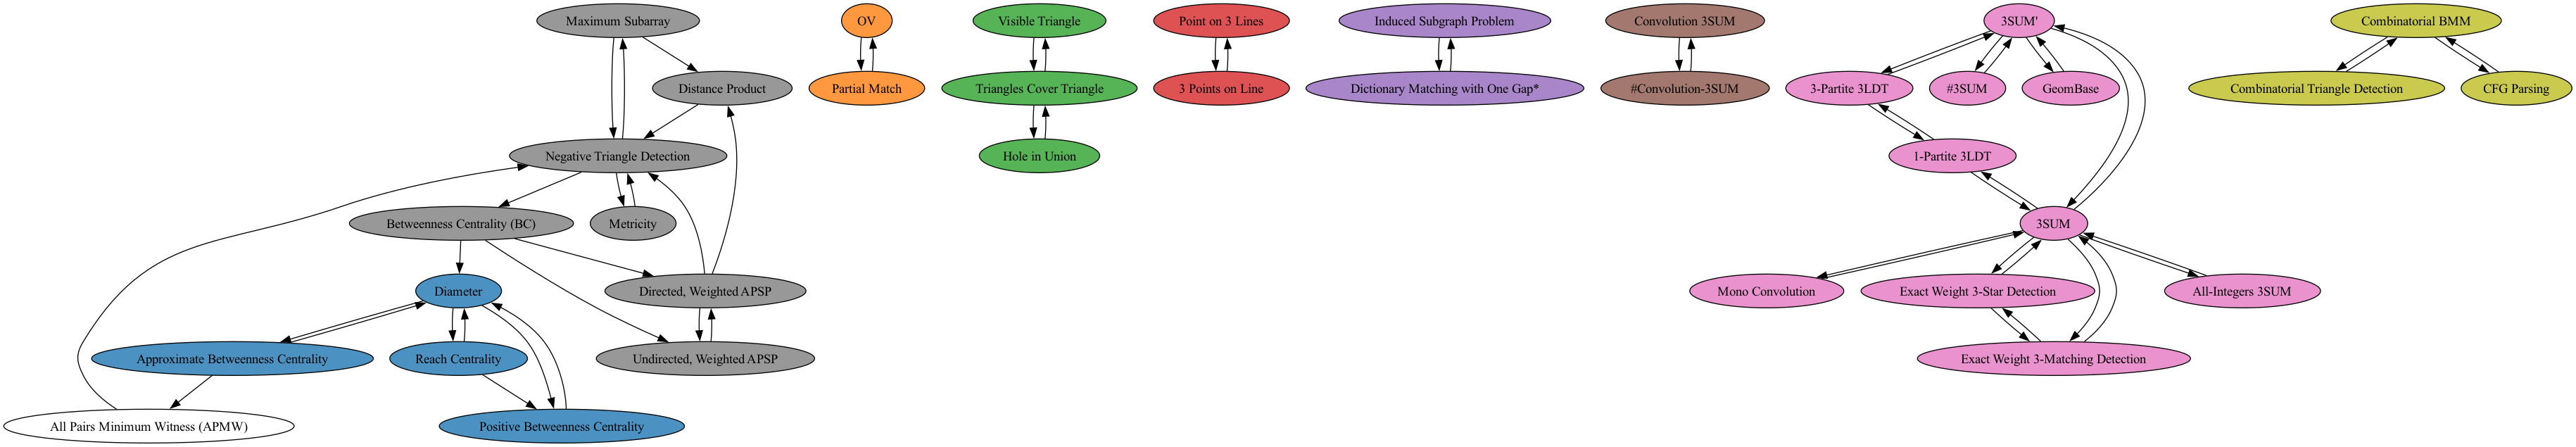 Maximum Subarray
OV
Visible Triangle
Point on 3 Lines
Induced Subgraph Problem
Convolution 3SUM
3SUM'
Combinatorial BMM
Distance Product
Partial Match
Triangles Cover Triangle
3 Points on Line
Dictionary Matching with One Gap*
#Convolution-3SUM
3-Partite 3LDT
#3SUM
GeomBase
Combinatorial Triangle Detection
CFG Parsing
Negative Triangle Detection
Hole in Union
1-Partite 3LDT
Betweenness Centrality (BC)
Metricity
3SUM
Diameter
Directed, Weighted APSP
Mono Convolution
Exact Weight 3-Star Detection
All-Integers 3SUM
Approximate Betweenness Centrality
Reach Centrality
Undirected, Weighted APSP
Exact Weight 3-Matching Detection
All Pairs Minimum Witness (APMW)
Positive Betweenness Centrality